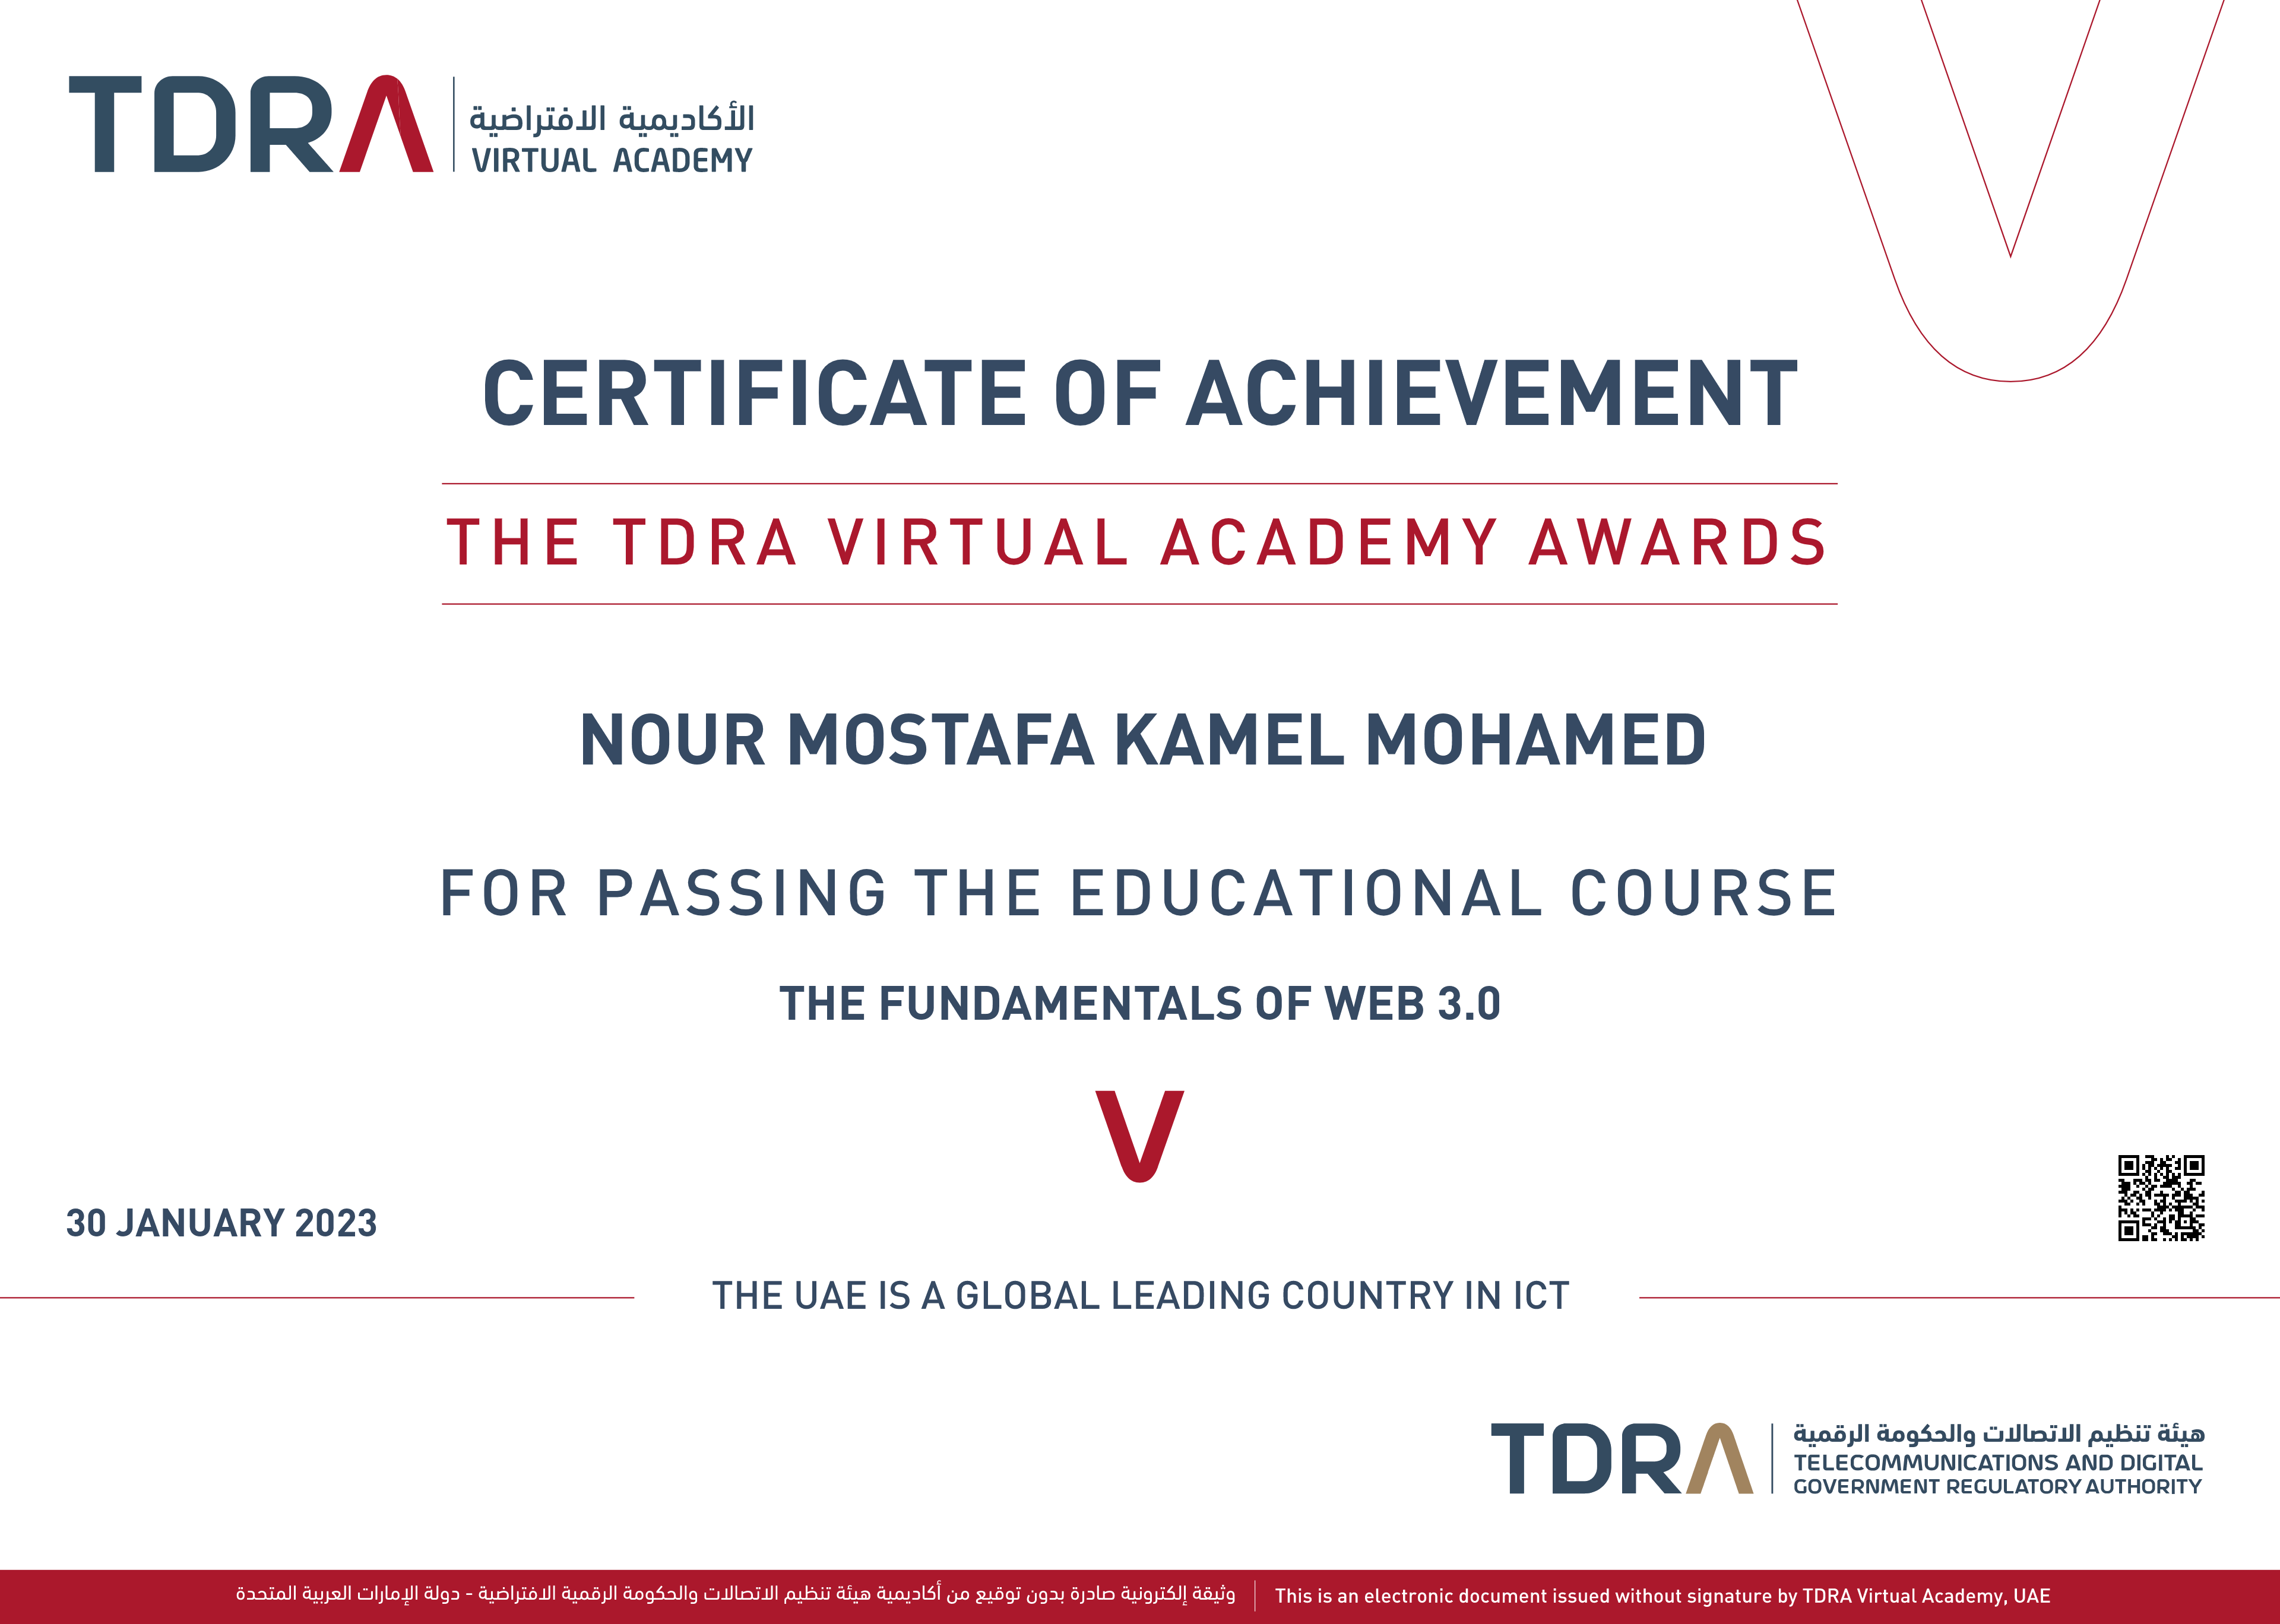 TDRA
الأكاديمية الافتراضية
VIRTUAL ACADEMY
CERTIFICATE OF ACHIEVEMENT
THE TDRA VIRTUAL ACADEMY AWARDS
NOUR MOSTAFA KAMEL MOHAMED
FOR PASSING THE EDUCATIONAL COURSE
THE FUNDAMENTALS OF WEB 3.0
30 JANUARY 2023
THE UAE IS A GLOBAL LEADING COUNTRY IN ICT
TDRA
هيئة تنظيم الاتصالات والحكومة الرقمية
TELECOMMUNICATIONS AND DIGITAL
GOVERNMENT REGULATORY AUTHORITY
وثيقة إلكترونية صادرة بدون توقيع من أكاديمية هيئة تنظيم الاتصالات والحكومة الرقمية الافتراضية - دولة الإمارات العربية المتحدة
This is an electronic document issued without signature by TDRA Virtual Academy, UAE